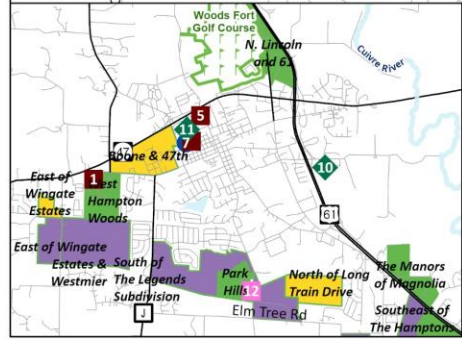 Woods Fort
Golf Course
N. Lincoln
and 61
Cuivre River
5
11
7
47
Boone & 47th
10
1
East of
Wingate
Estates
West
Hampton
Woods
61
East of Wingate
Estates &
Westmier
South of
The Legends
Subdivision
Park
Hills
12
North of Long
Train Drive
The Manors
of Magnolia
Elm Tree Rd
J
Southeast of
The Hamptons